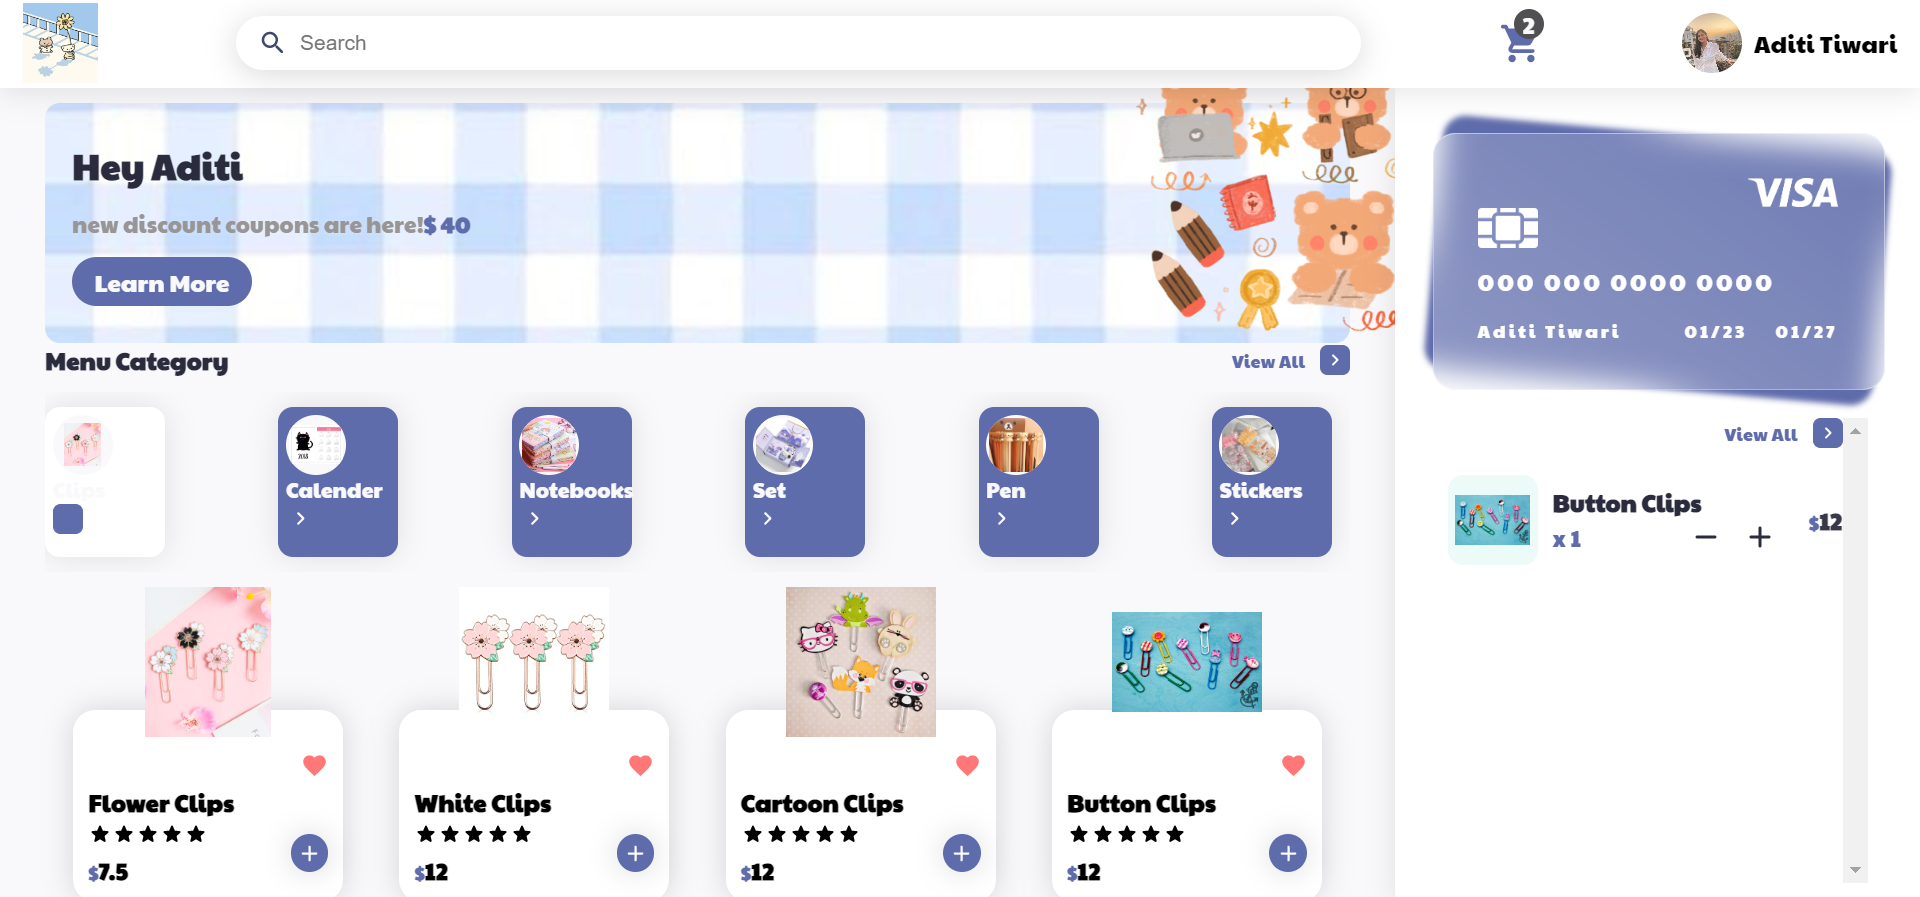 Search
2
Aditi Tiwari
Hey Aditi
new discount coupons are here!$ 40
Learn More
VISA
000 000 0000 0000
Aditi Tiwari 01/23 01/27
Menu Category
View All
Clips
Calender
Notebooks
Set
Pen
Stickers
2018
View All
Button Clips
x 1
$12
Flower Clips
$7.5
White Clips
$12
Cartoon Clips
$12
Button Clips
$12